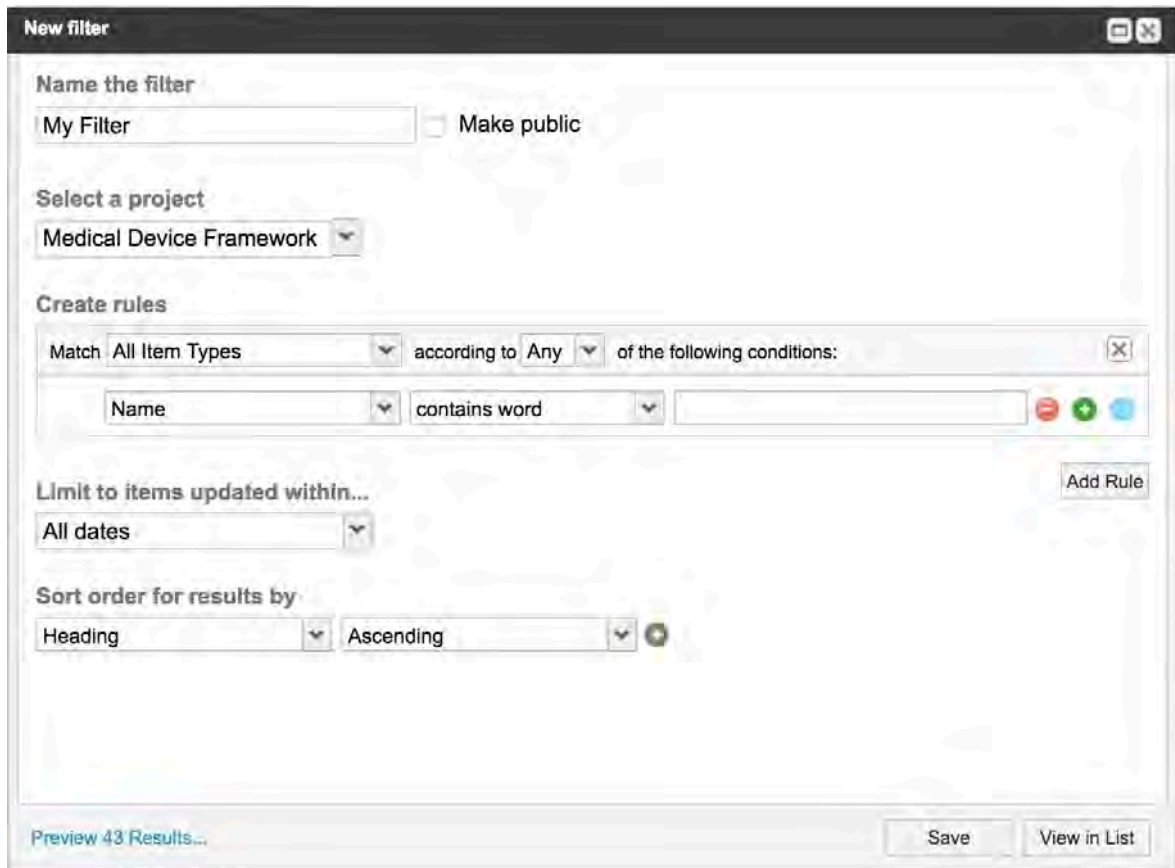 New filter
Name the filter
My Filter Make public
Select a project
Medical Device Framework
Create rules
Match All Item Types according to Any of the following conditions:
Name contains word
Add Rule
Limit to items updated within...
All dates
Sort order for results by
Heading Ascending
Preview 43 Results... Save View in List